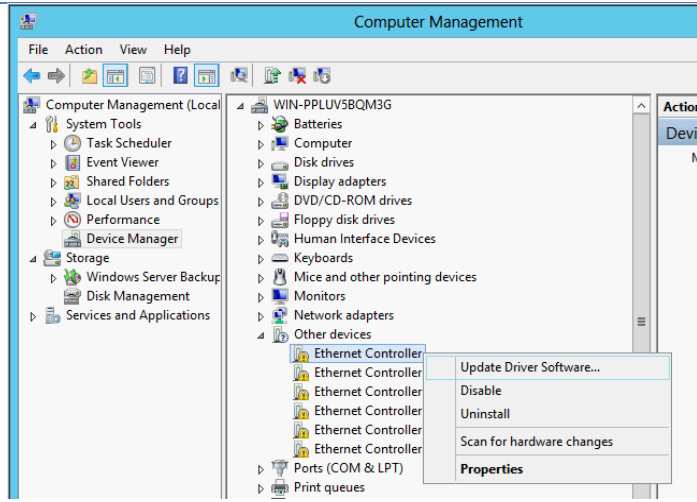 Computer Management
File Action View Help
Computer Management (Local
System Tools
Task Scheduler
Event Viewer
Shared Folders
Local Users and Groups
Performance
Device Manager
Storage
Windows Server Backup
Disk Management
Services and Applications
WIN-PPLUV5BQM3G
Batteries
Computer
Disk drives
Display adapters
DVD/CD-ROM drives
Floppy disk drives
Human Interface Devices
Keyboards
Mice and other pointing devices
Monitors
Network adapters
Other devices
Ethernet Controller
Ethernet Controller
Ethernet Controller
Ethernet Controller
Ethernet Controller
Ethernet Controller
Ports (COM & LPT)
Print queues
Update Driver Software...
Disable
Uninstall
Scan for hardware changes
Properties
Action
Devi